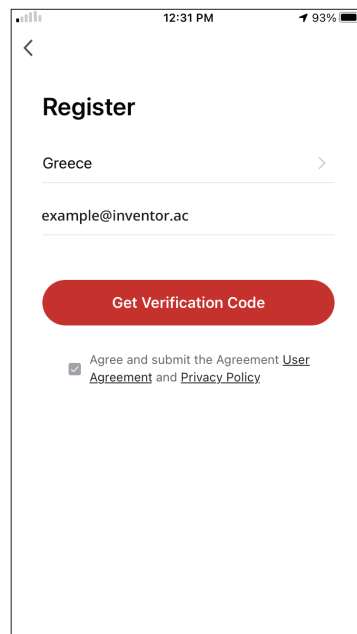 12:31 PM
93%
Register
Greece
example@inventor.ac
Get Verification Code
Agree and submit the Agreement User
Agreement and Privacy Policy